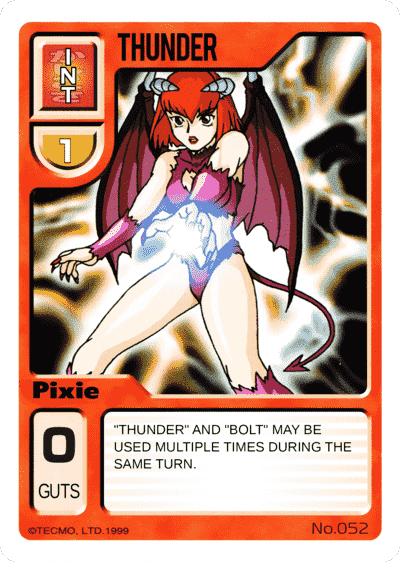 INT
THUNDER
1
Pixie
0
GUTS
"THUNDER" AND "BOLT" MAY BE
USED MULTIPLE TIMES DURING THE
SAME TURN.
©TECMO, LTD.1999
No.052